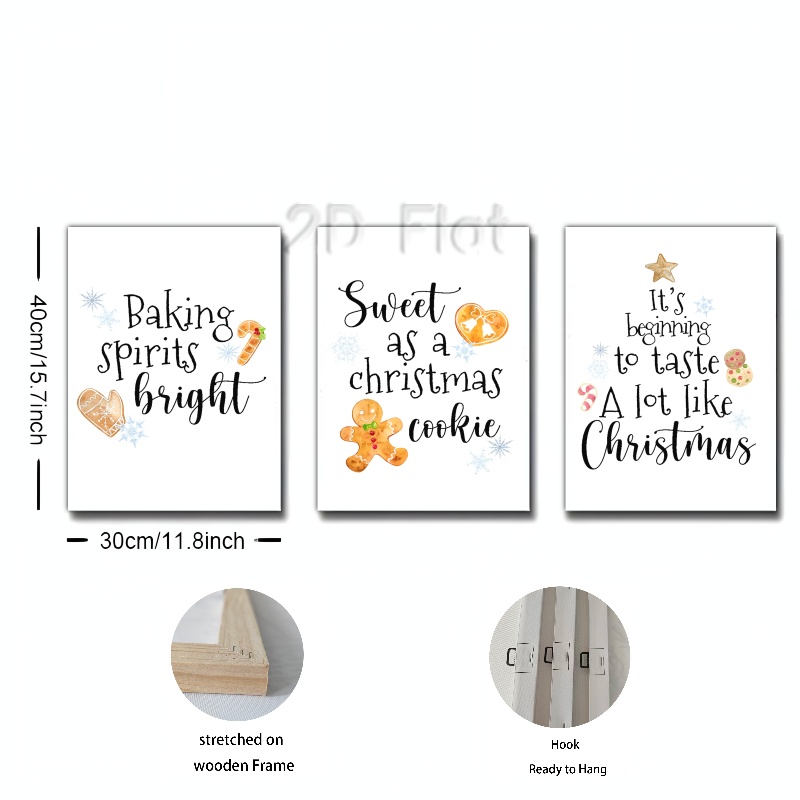 2D Flat
40cm/15.7inch
Baking
spirits
bright
Sweet
as a
christmas
cookie
It's
beginning
to taste
A lot like
Christmas
30cm/11.8inch
stretched on
wooden Frame
Hook
Ready to Hang